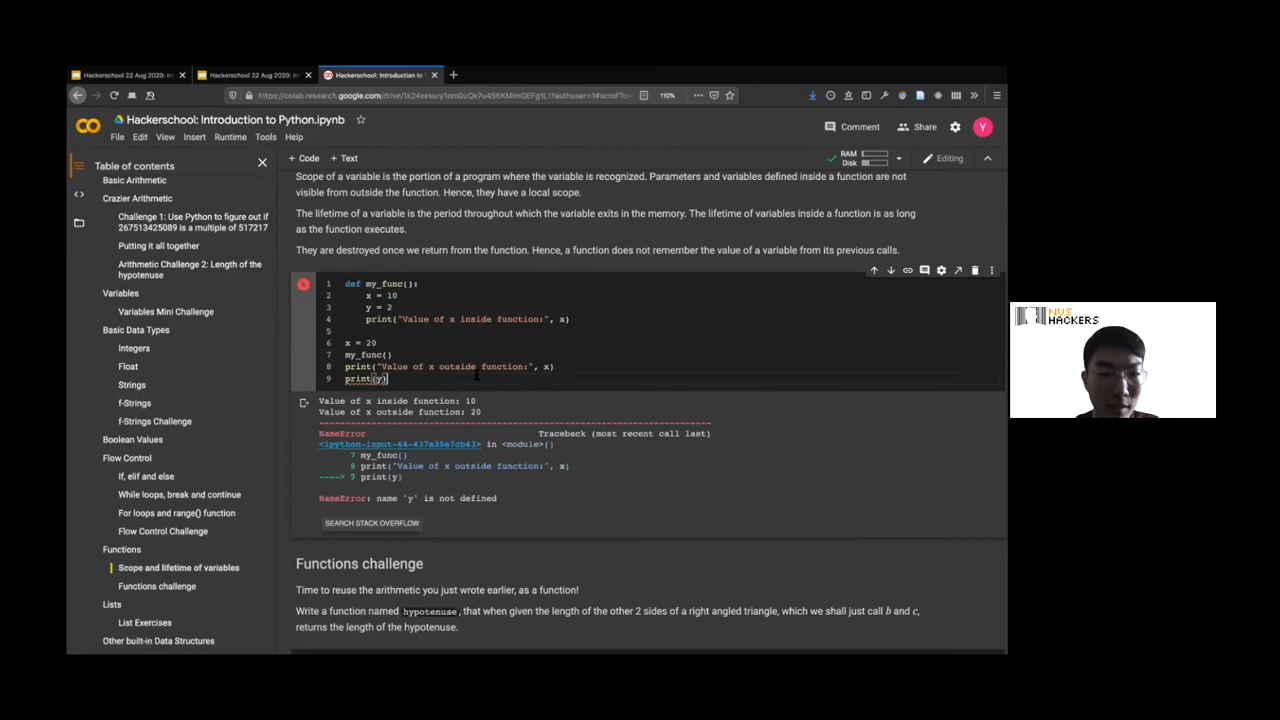 Hackerschool 22 Aug 2020: In
Hackerschool 22 Aug 2020: In
Hackerschool: Introduction to
110%
Hackerschool: Introduction to Python.ipynb
File Edit View Insert Runtime Tools Help
Comment
Share
Y
Table of contents
Basic Arithmetic
Crazier Arithmetic
Challenge 1: Use Python to figure out if
267513425089 is a multiple of 517217
Putting it all together
Arithmetic Challenge 2: Length of the
hypotenuse
Variables
Variables Mini Challenge
Basic Data Types
Integers
Float
Strings
f-Strings
f-Strings Challenge
Boolean Values
Flow Control
If, elif and else
While loops, break and continue
For loops and range() function
Flow Control Challenge
Functions
Scope and lifetime of variables
Functions challenge
Lists
List Exercises
Other built-in Data Structures
+ Code + Text
RAM
Disk
Editing
Scope of a variable is the portion of a program where the variable is recognized. Parameters and variables defined inside a function are not
visible from outside the function. Hence, they have a local scope.
The lifetime of a variable is the period throughout which the variable exits in the memory. The lifetime of variables inside a function is as long
as the function executes.
They are destroyed once we return from the function. Hence, a function does not remember the value of a variable from its previous calls.
1 def my_func():
2 x = 10
3 y = 2
4 print("Value of x inside function:", x)
5
6 x = 20
7 my_func()
8 print("Value of x outside function:", x)
9 print(y)
Value of x inside function: 10
Value of x outside function: 20
NameError Traceback (most recent call last)
<ipython-input-64-437e39e7cb43> in <module>()
7 my_func()
8 print("Value of x outside function:", x)
----> 9 print(y)
NameError: name 'y' is not defined
SEARCH STACK OVERFLOW
Functions challenge
Time to reuse the arithmetic you just wrote earlier, as a function!
Write a function named hypotenuse, that when given the length of the other 2 sides of a right angled triangle, which we shall just call b and c,
returns the length of the hypotenuse.
NUS
HACKERS